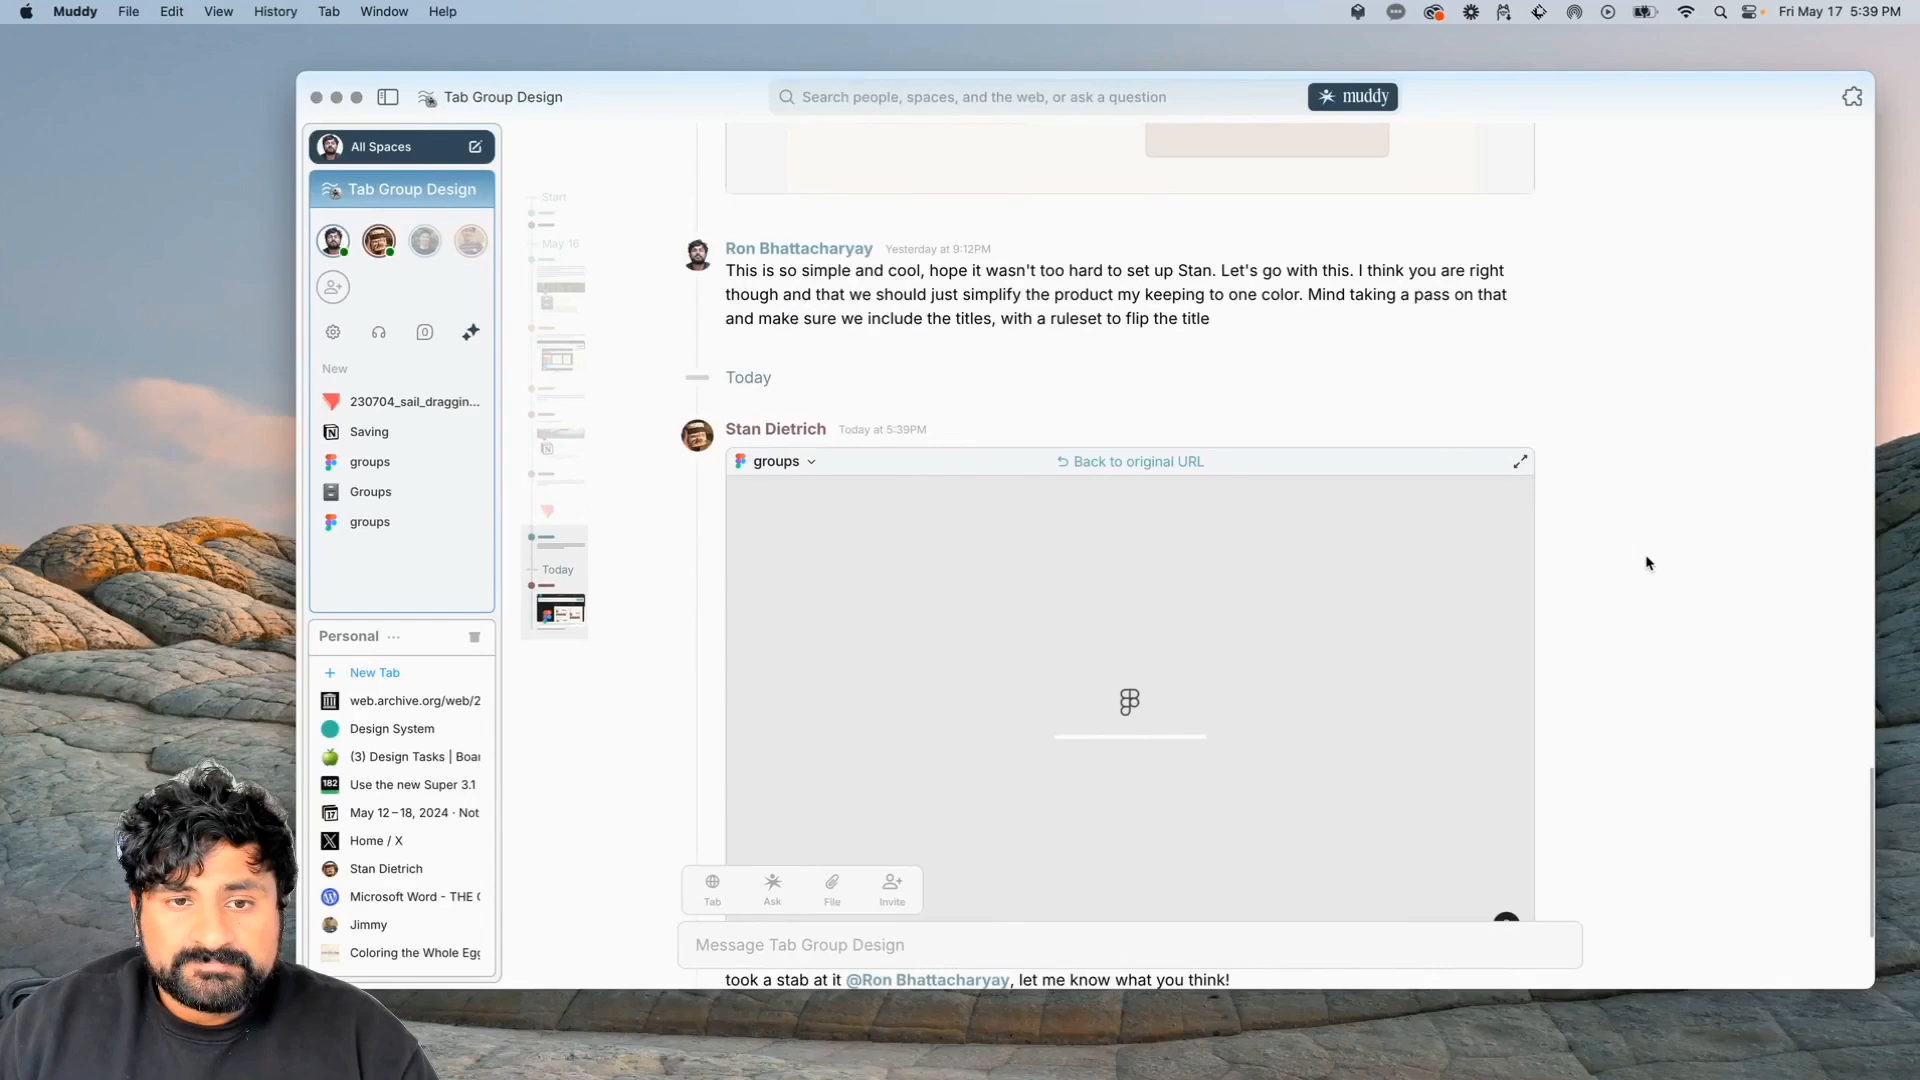 Muddy File Edit View History Tab Window Help
Fri May 17 5:39 PM
Tab Group Design
Search people, spaces, and the web, or ask a question
muddy
All Spaces
Tab Group Design
0
New
230704_sail_draggin...
Saving
groups
Groups
groups
Personal ...
+ New Tab
web.archive.org/web/2
Design System
(3) Design Tasks | Boar
182 Use the new Super 3.1
17 May 12 – 18, 2024 · Not
Home / X
Stan Dietrich
Microsoft Word - THE C
Jimmy
Coloring the Whole Egg
Start
May 16
Today
Ron Bhattacharyay Yesterday at 9:12PM
This is so simple and cool, hope it wasn't too hard to set up Stan. Let's go with this. I think you are right
though and that we should just simplify the product my keeping to one color. Mind taking a pass on that
and make sure we include the titles, with a ruleset to flip the title
Today
Stan Dietrich Today at 5:39PM
groups
Back to original URL
Tab Ask File Invite
Message Tab Group Design
took a stab at it @Ron Bhattacharyay, let me know what you think!